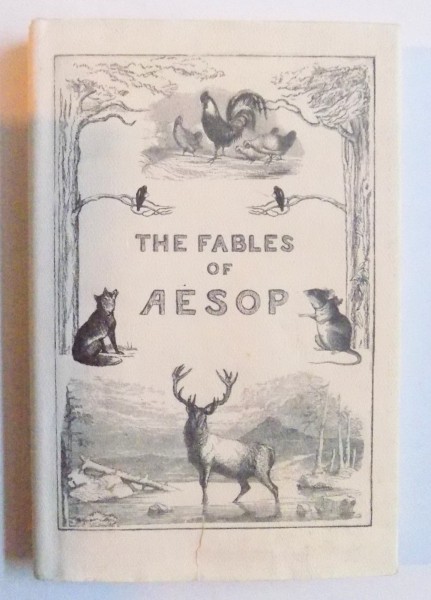 THE FABLES
OF
AESOP